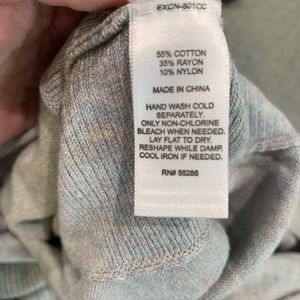 EXCN-501CC
55% COTTON
35% RAYON
10% NYLON
MADE IN CHINA
HAND WASH COLD
SEPARATELY.
ONLY NON-CHLORINE
BLEACH WHEN NEEDED.
LAY FLAT TO DRY.
RESHAPE WHILE DAMP.
COOL IRON IF NEEDED.
RN# 55285